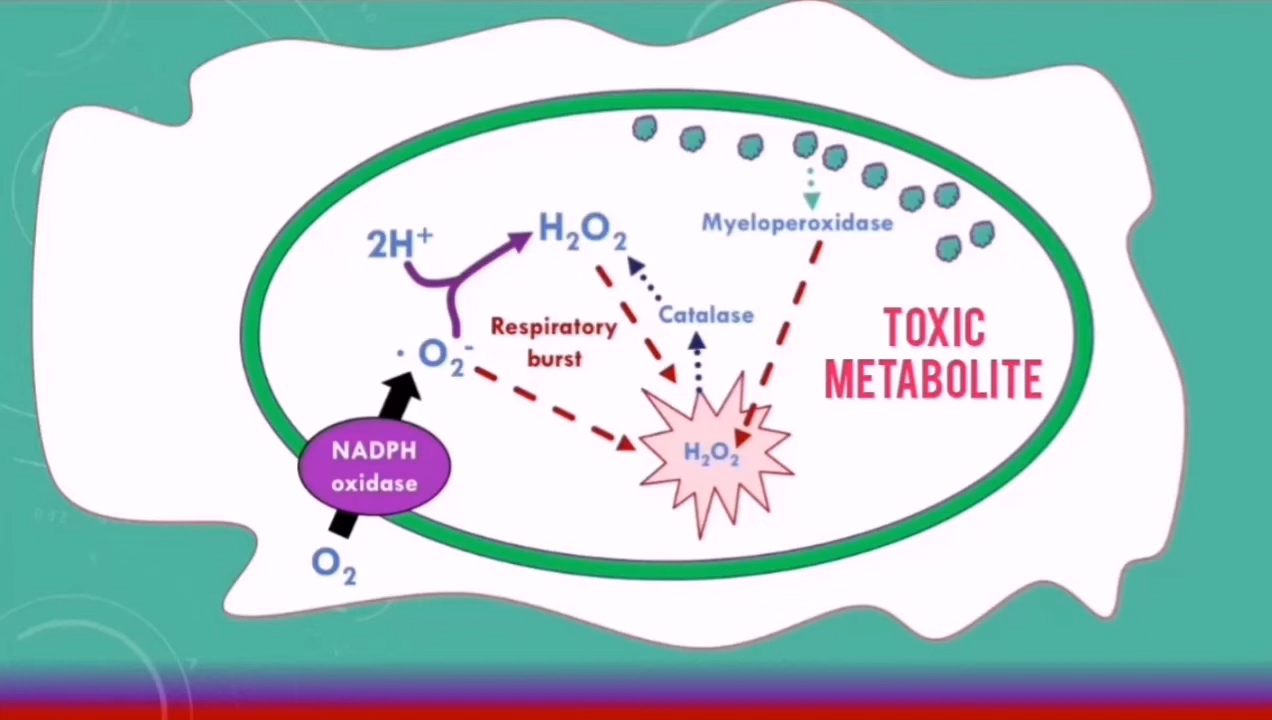 2H⁺
H₂O₂
Myeloperoxidase
Catalase
Respiratory
burst
· O₂⁻
TOXIC
METABOLITE
NADPH
oxidase
H₂O₂
O₂